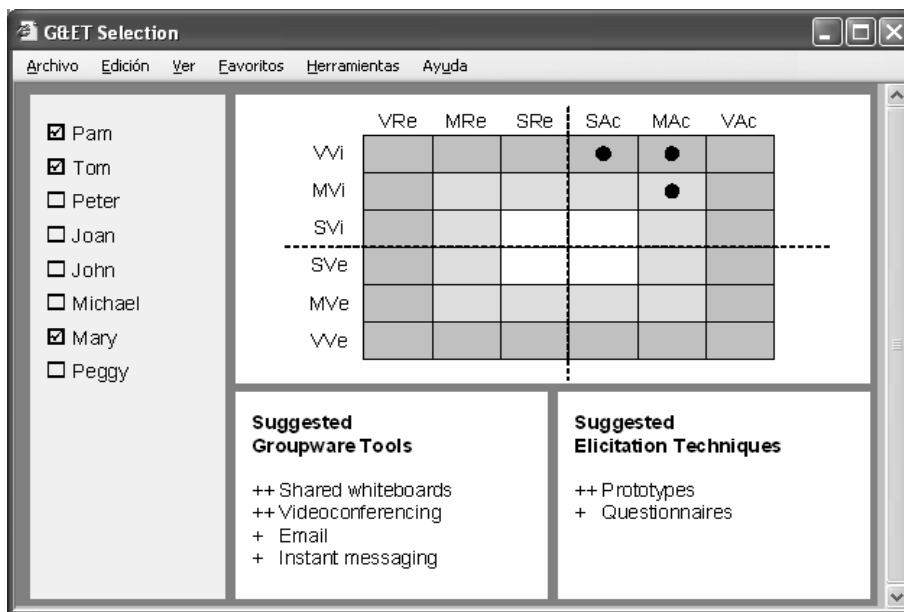 G&ET Selection
Archivo Edición Ver Favoritos Herramientas Ayuda
Pam
Tom
Peter
Joan
John
Michael
Mary
Peggy
VRe MRe SRe SAc MAc VAc
VVi
MVi
SVi
SVe
MVe
VVe
Suggested
Groupware Tools
++ Shared whiteboards
++ Videoconferencing
+ Email
+ Instant messaging
Suggested
Elicitation Techniques
++ Prototypes
+ Questionnaires